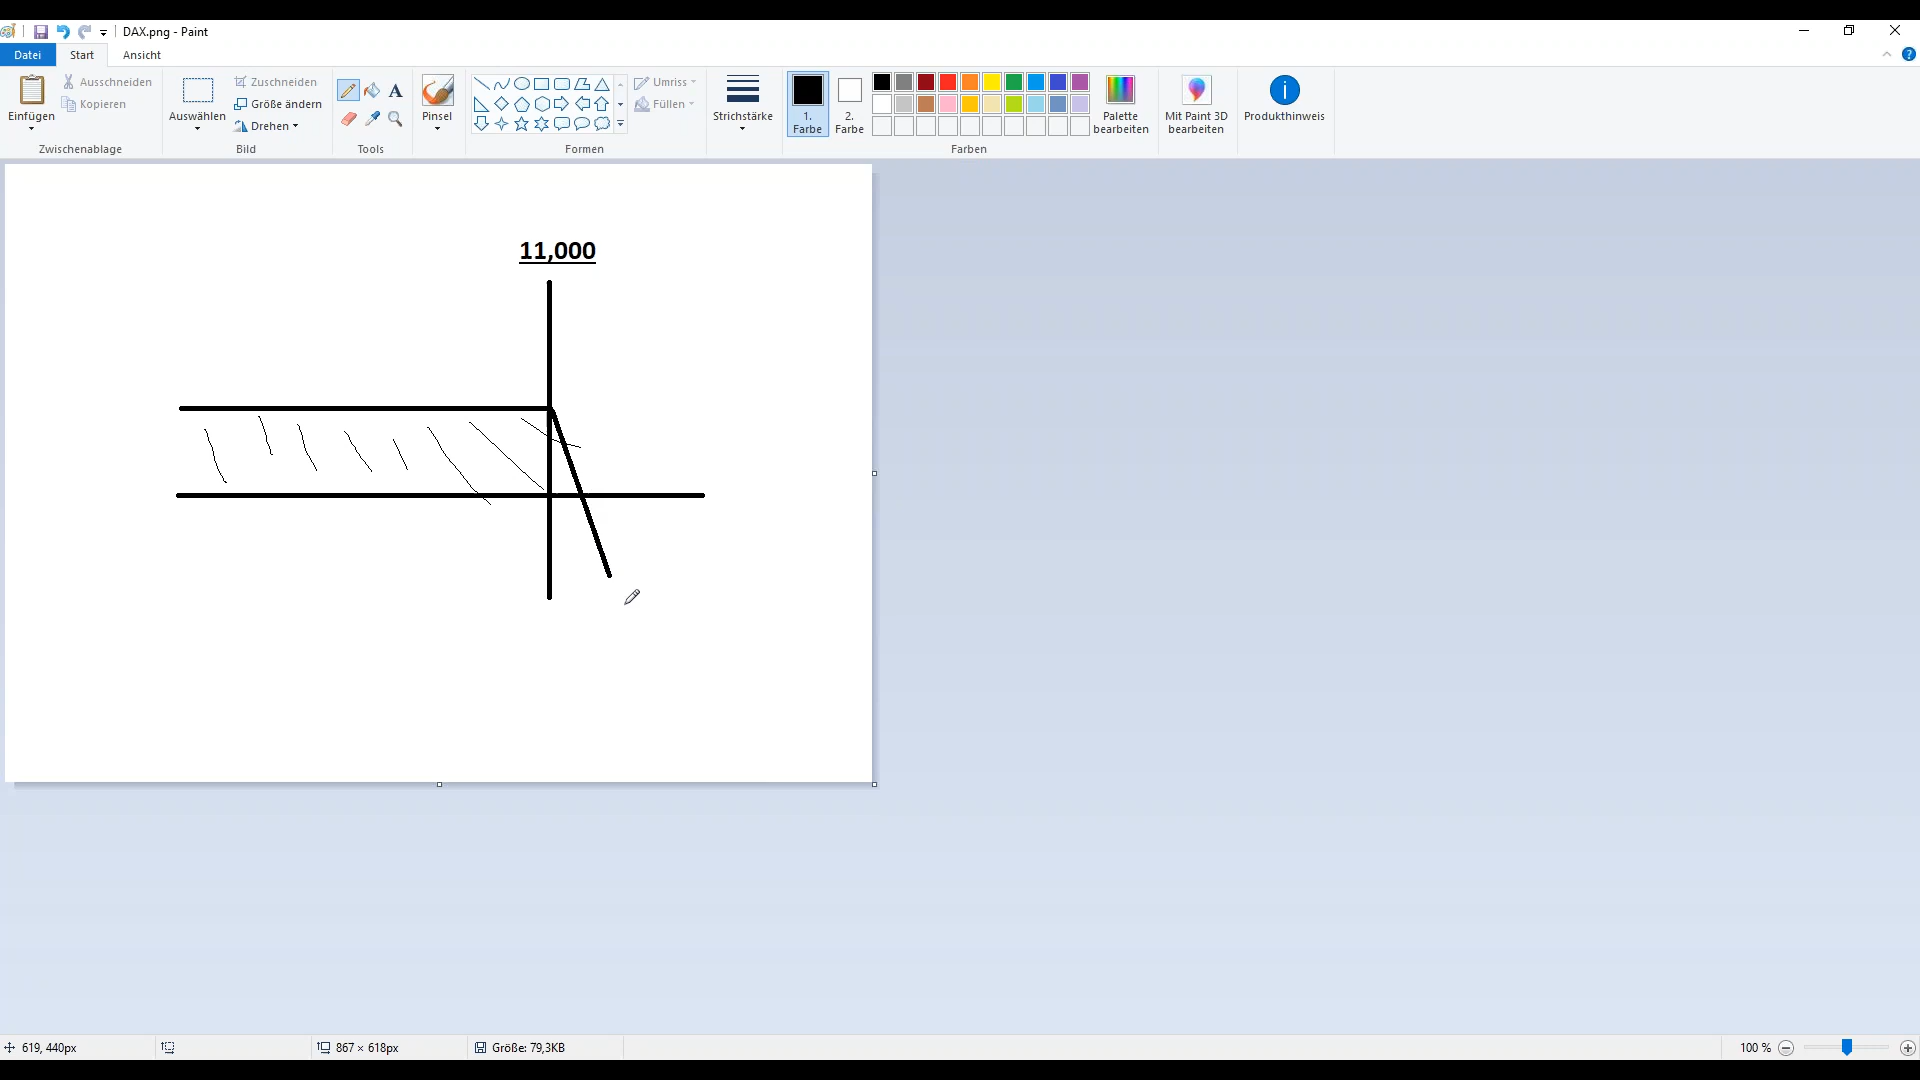 DAX.png - Paint
Datei Start Ansicht
Einfügen
Ausschneiden
Kopieren
Zwischenablage
Auswählen
Zuschneiden
Größe ändern
Drehen
Bild
A
Tools
Pinsel
Formen
Umriss
Füllen
Strichstärke
1.
Farbe
2.
Farbe
Farben
Palette
bearbeiten
Mit Paint 3D
bearbeiten
Produkthinweis
11,000
619, 440px
867 × 618px
Größe: 79,3KB
100 %